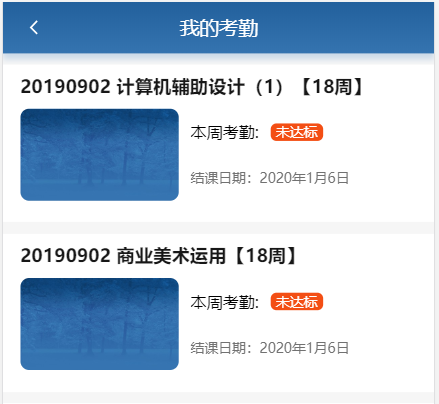 我的考勤
20190902 计算机辅助设计（1）【18周】
本周考勤: 未达标
结课日期：2020年1月6日
20190902 商业美术运用【18周】
本周考勤: 未达标
结课日期：2020年1月6日